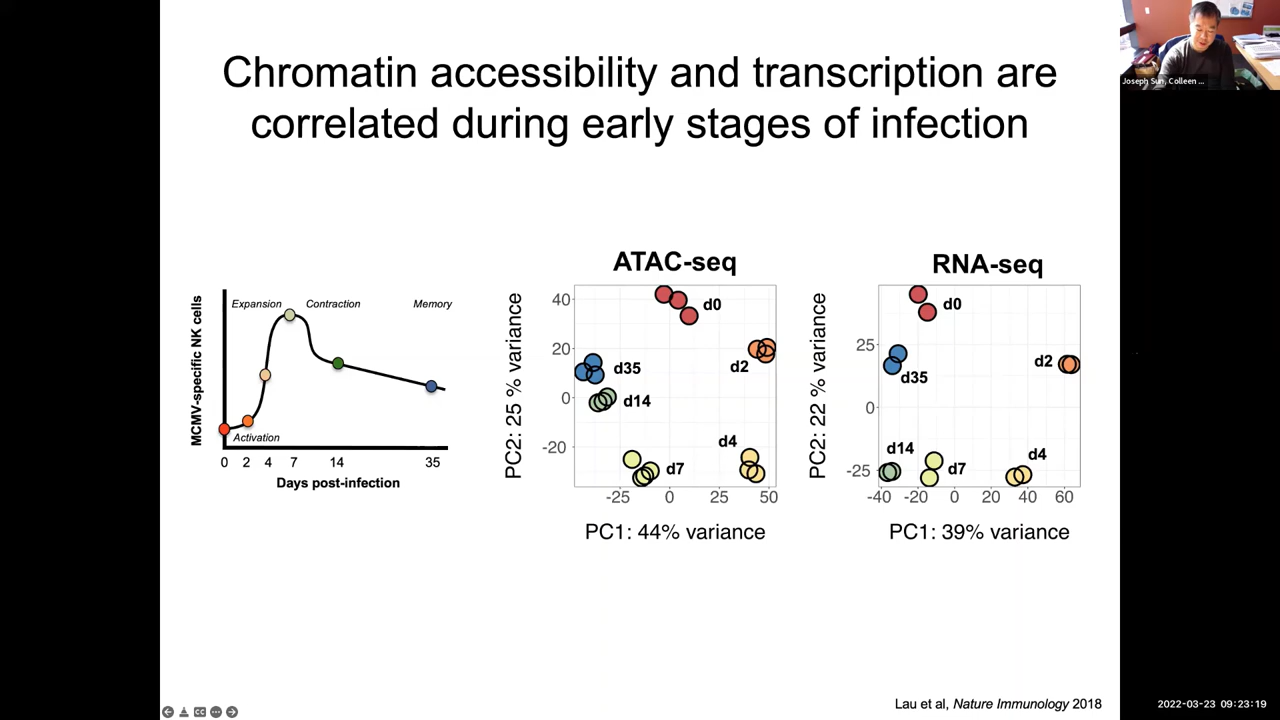 Chromatin accessibility and transcription are
correlated during early stages of infection
Joseph Sun, Colleen ...
MCMV-specific NK cells
Expansion
Contraction
Memory
Activation
0 2 4 7 14 35
Days post-infection
ATAC-seq
PC2: 25 % variance
40
20
0
-20
d0
d2
d35
d14
d4
d7
-25 0 25 50
PC1: 44% variance
RNA-seq
PC2: 22 % variance
25
0
-25
d0
d2
d35
d14
d7
d4
-40 -20 0 20 40 60
PC1: 39% variance
Lau et al, Nature Immunology 2018
CC
2022-03-23 09:23:19